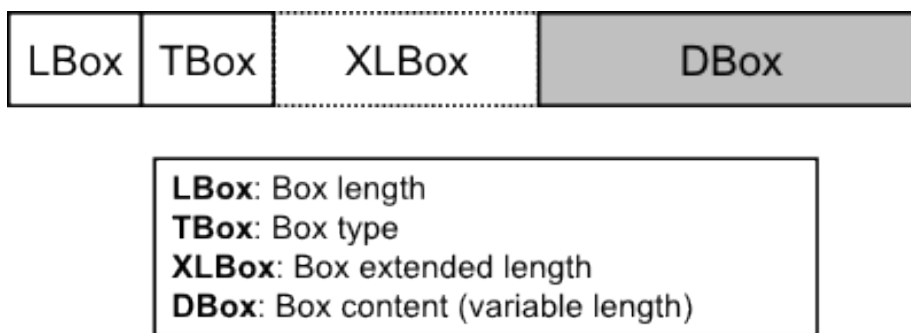 LBox TBox XLBox DBox
LBox: Box length
TBox: Box type
XLBox: Box extended length
DBox: Box content (variable length)